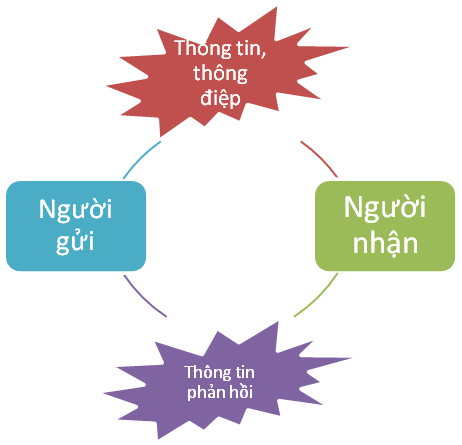 Thông tin,
thông
điệp
Người
gửi
Người
nhận
Thông tin
phản hồi